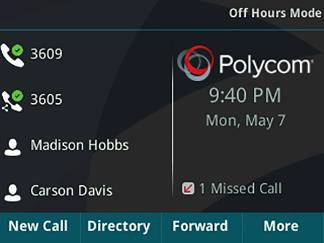 Off Hours Mode
3609
3605
Madison Hobbs
Carson Davis
Polycom
9:40 PM
Mon, May 7
1 Missed Call
New Call Directory Forward More